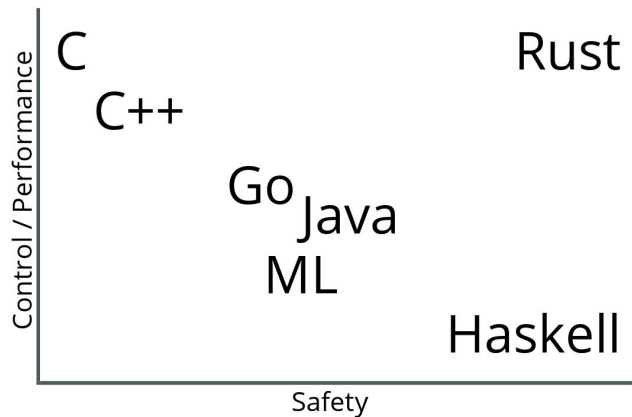 C
Rust
C++
Control / Performance
Go
Java
ML
Haskell
Safety